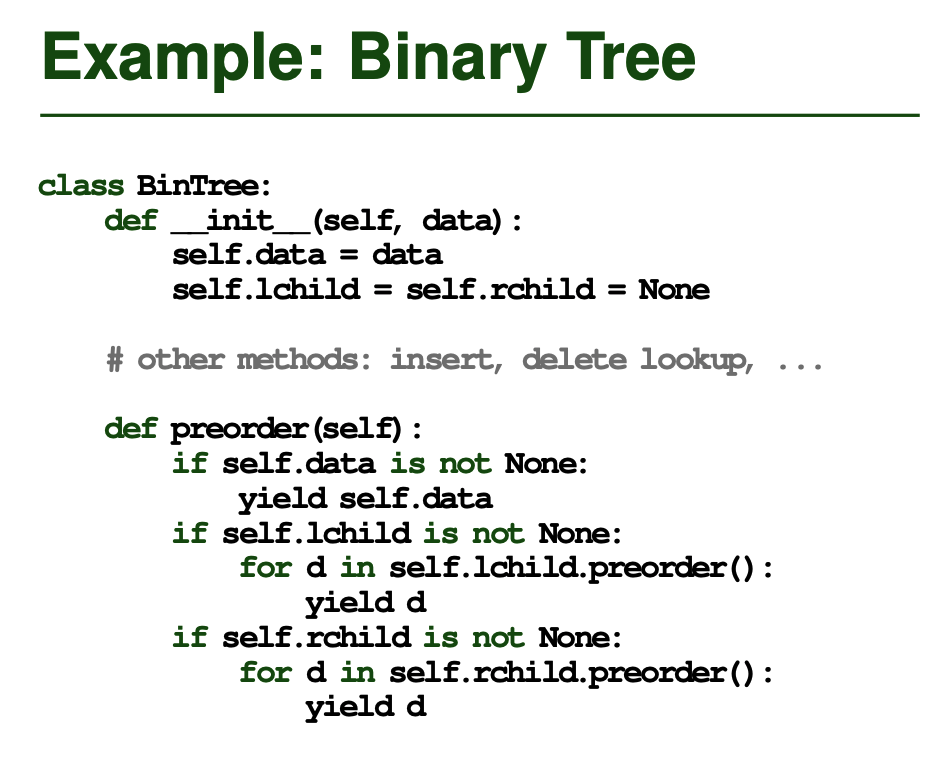 Example: Binary Tree
class BinTree:
    def __init__(self, data):
        self.data = data
        self.lchild = self.rchild = None
    # other methods: insert, delete lookup, ...
    def preorder(self):
        if self.data is not None:
            yield self.data
        if self.lchild is not None:
            for d in self.lchild.preorder():
                yield d
        if self.rchild is not None:
            for d in self.rchild.preorder():
                yield d